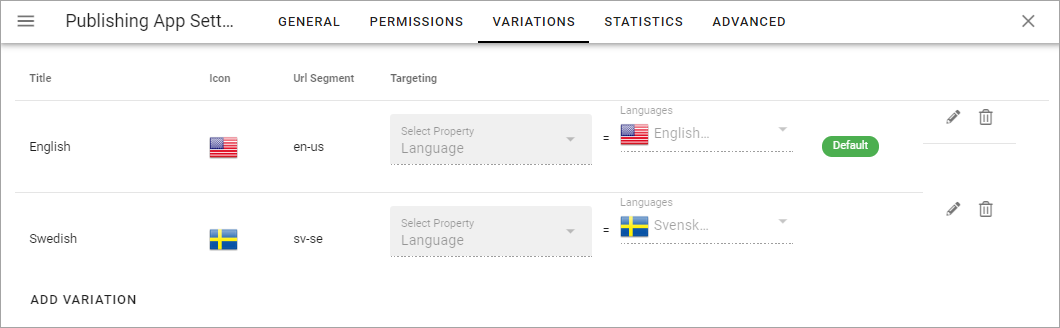 Publishing App Sett... GENERAL PERMISSIONS VARIATIONS STATISTICS ADVANCED
Title Icon Url Segment Targeting
Languages
Select Property
English en-us Language = English... Default
Languages
Select Property
Swedish sv-se Language = Svensk...
ADD VARIATION